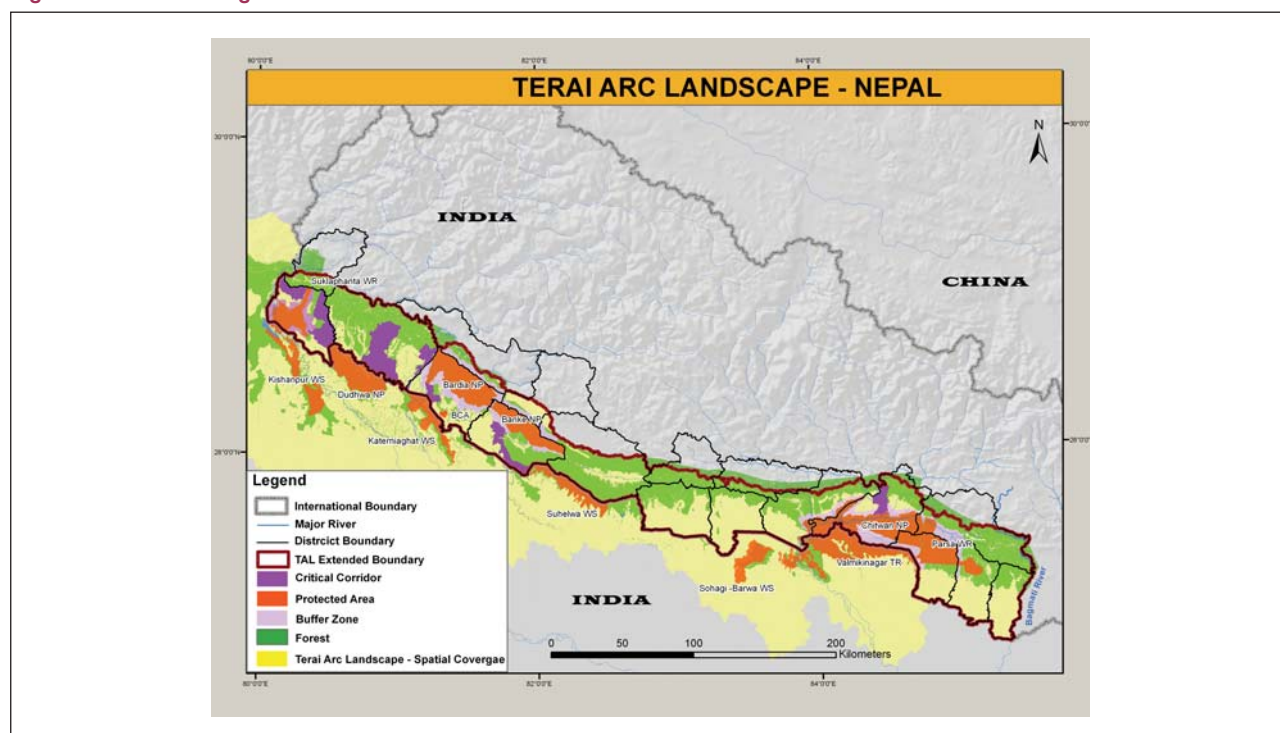 80°0'0"E 82°0'0"E 84°0'0"E
TERAI ARC LANDSCAPE - NEPAL
30°0'0"N 30°0'0"N
N
INDIA
CHINA
Suklaphanta WR
Kishanpur WS
Dudhwa NP
Bardia NP
BCA
Banke NP
Katerniaghat WS
28°0'0"N 28°0'0"N
Suhelwa WS
Chitwan NP
Parsa WR
Valmikinagar TR
Sohagi -Barwa WS
Bagmati River
INDIA
Legend
International Boundary
Major River
Distrcict Boundary
TAL Extended Boundary
Critical Corridor
Protected Area
Buffer Zone
Forest
Terai Arc Landscape - Spatial Covergae
0 50 100 200
Kilometers
80°0'0"E 82°0'0"E 84°0'0"E